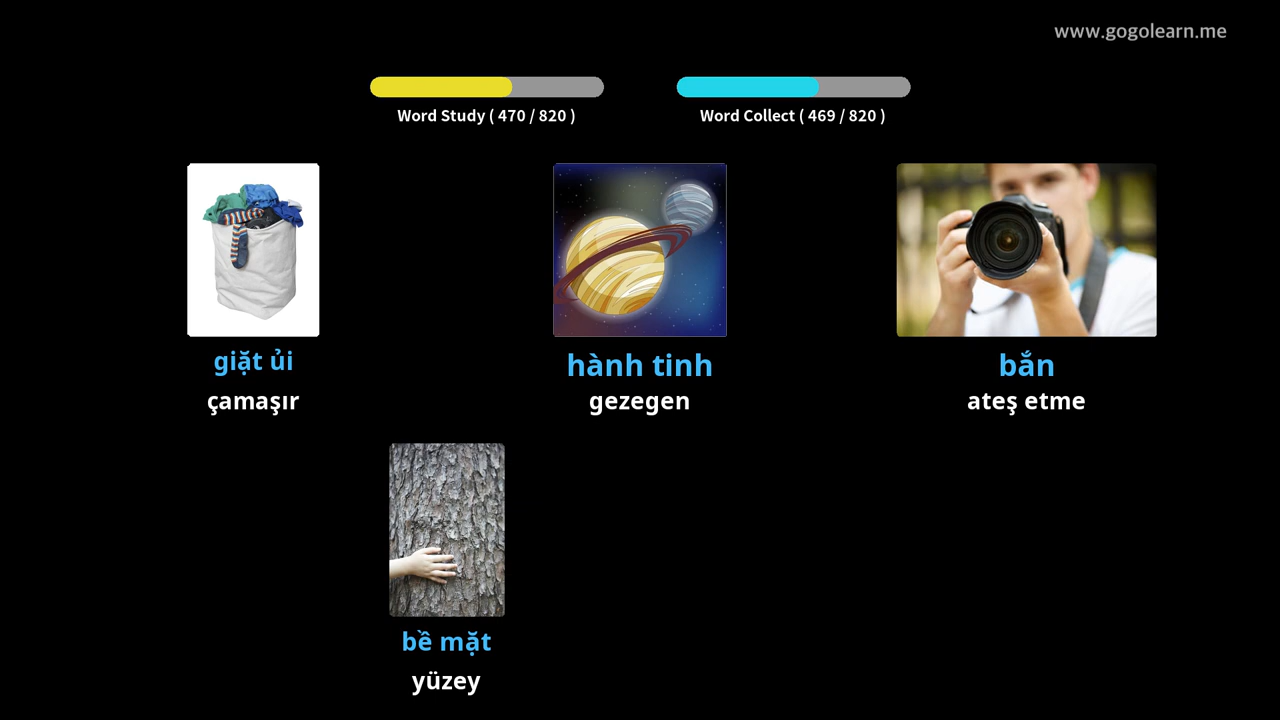 www.gogolearn.me
Word Study ( 470 / 820 )
Word Collect ( 469 / 820 )
giặt ủi
çamaşır
hành tinh
gezegen
bắn
ateş etme
bề mặt
yüzey